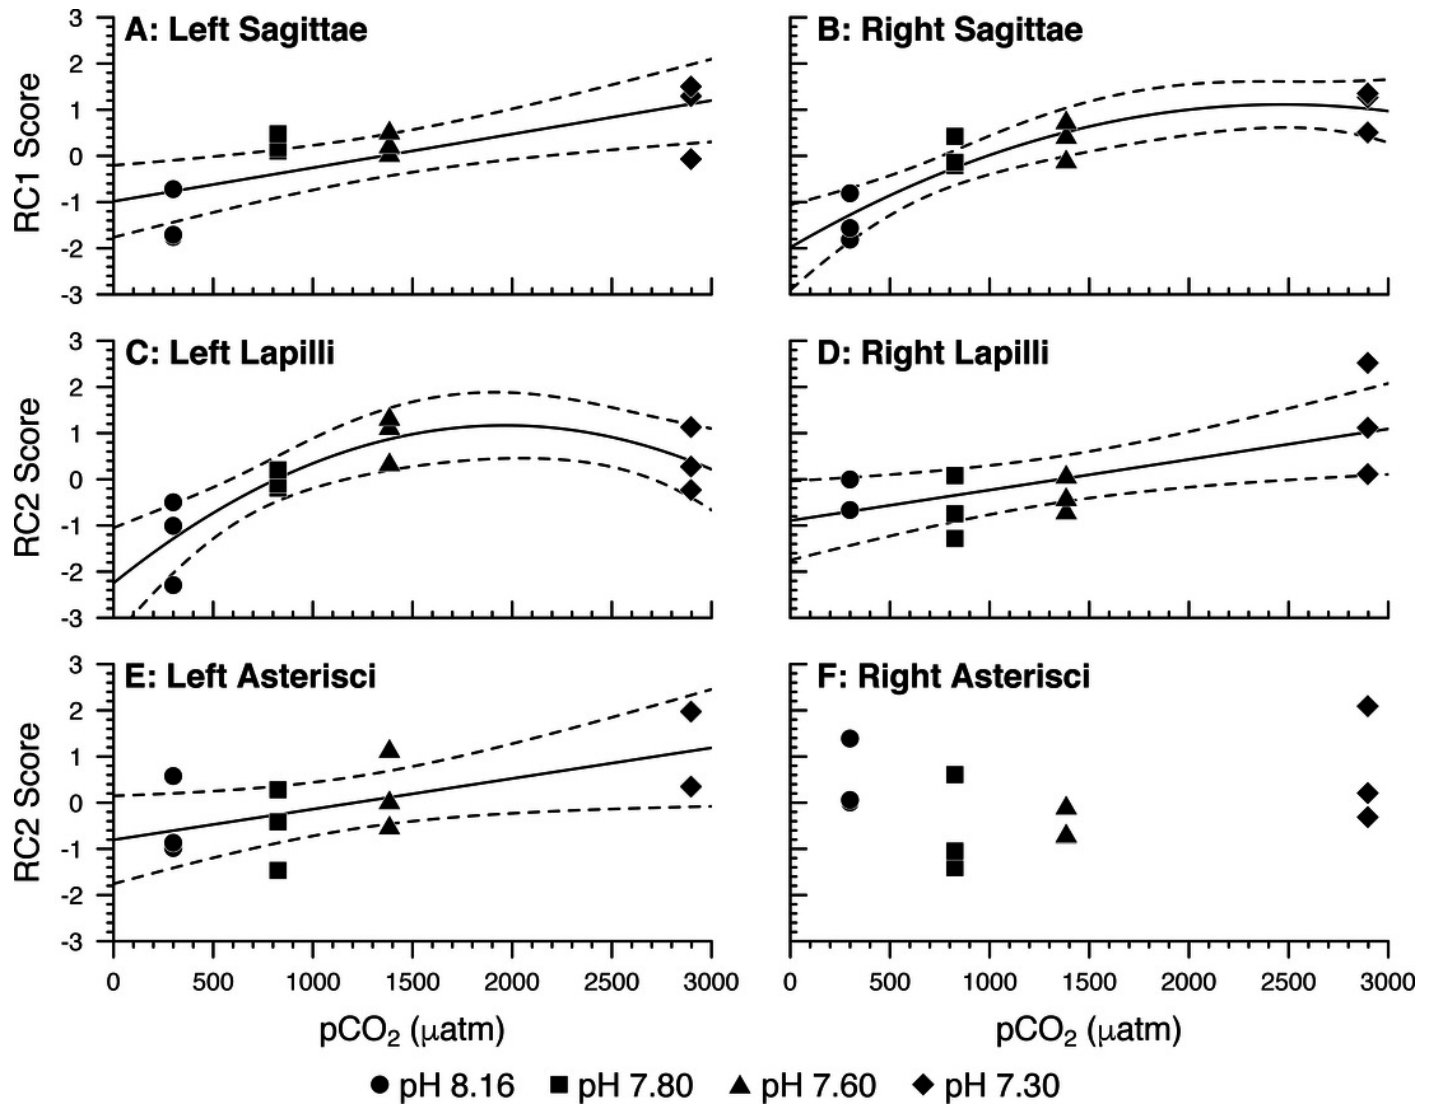 A: Left Sagittae
B: Right Sagittae
RC1 Score
3
2
1
0
-1
-2
-3
C: Left Lapilli
D: Right Lapilli
RC2 Score
3
2
1
0
-1
-2
-3
E: Left Asterisci
F: Right Asterisci
RC2 Score
3
2
1
0
-1
-2
-3
0 500 1000 1500 2000 2500 3000
0 500 1000 1500 2000 2500 3000
pCO₂ (μatm)
pCO₂ (μatm)
pH 8.16 pH 7.80 pH 7.60 pH 7.30